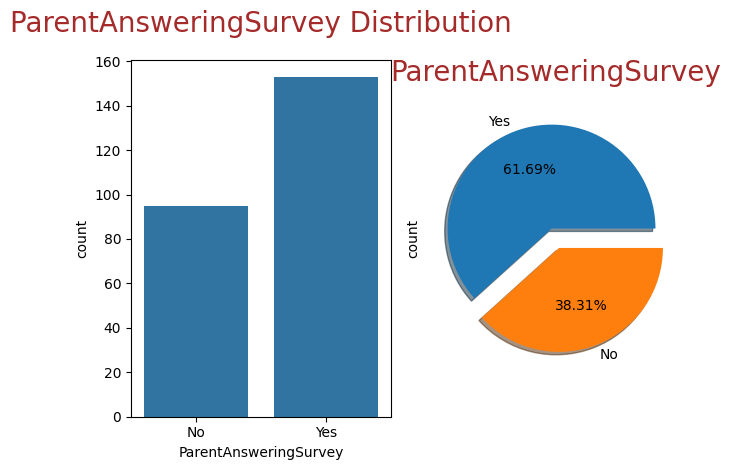 ParentAnsweringSurvey Distribution
160
140
120
100
80
60
40
20
0
count
No
Yes
ParentAnsweringSurvey
ParentAnsweringSurvey
count
Yes
61.69%
38.31%
No